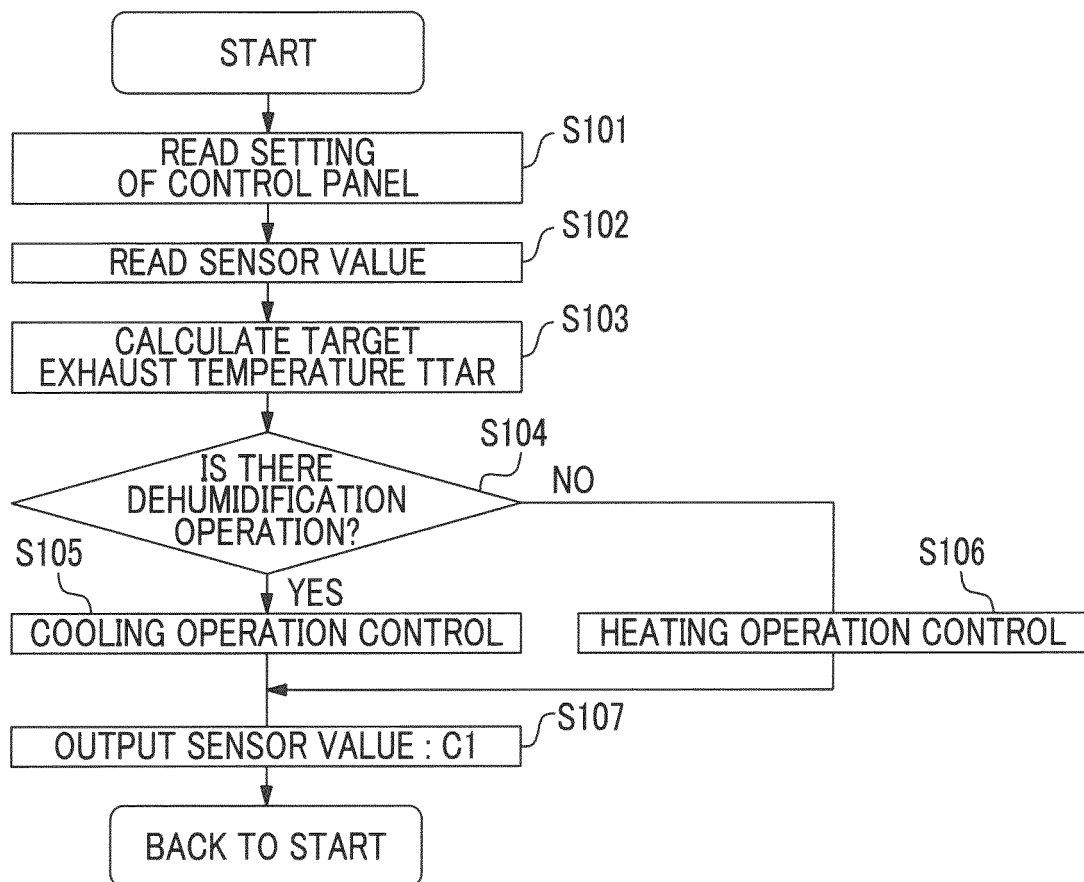 START
S101
READ SETTING
OF CONTROL PANEL
S102
READ SENSOR VALUE
S103
CALCULATE TARGET
EXHAUST TEMPERATURE TTAR
S104
IS THERE
DEHUMIDIFICATION
OPERATION?
NO
S105
YES
S106
COOLING OPERATION CONTROL
HEATING OPERATION CONTROL
S107
OUTPUT SENSOR VALUE : C1
BACK TO START